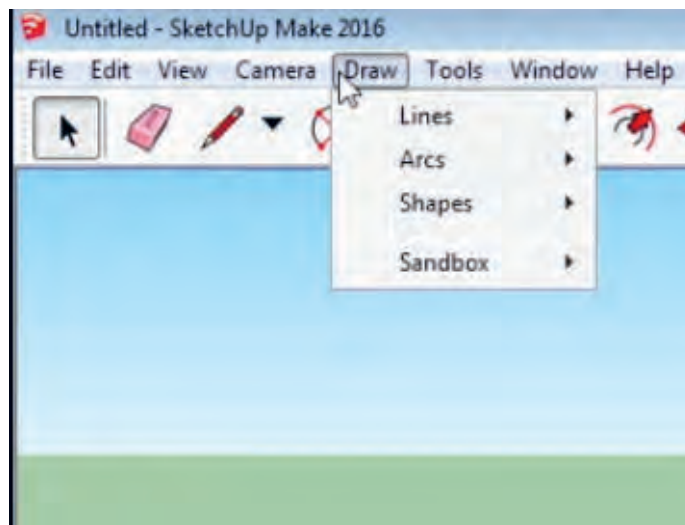 Untitled - SketchUp Make 2016
File Edit View Camera Draw Tools Window Help
Lines
Arcs
Shapes
Sandbox